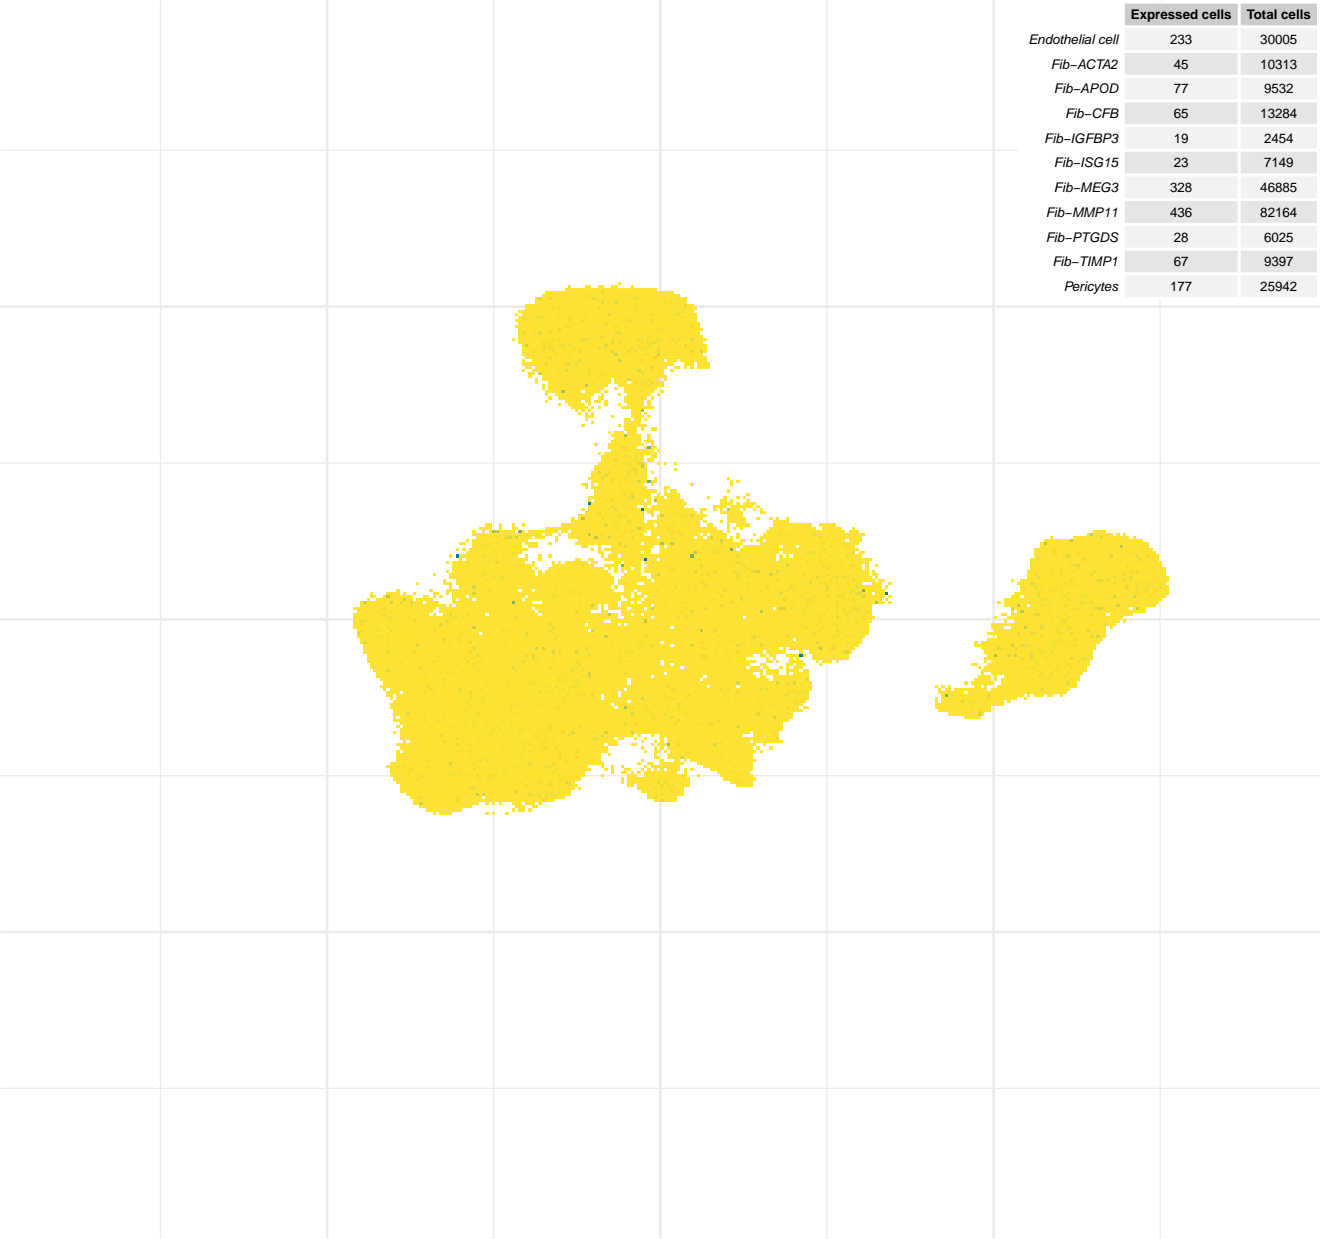 Expressed cells Total cells
Endothelial cell 233 30005
Fib−ACTA2 45 10313
Fib−APOD 77 9532
Fib−CFB 65 13284
Fib−IGFBP3 19 2454
Fib−ISG15 23 7149
Fib−MEG3 328 46885
Fib−MMP11 436 82164
Fib−PTGDS 28 6025
Fib−TIMP1 67 9397
Pericytes 177 25942